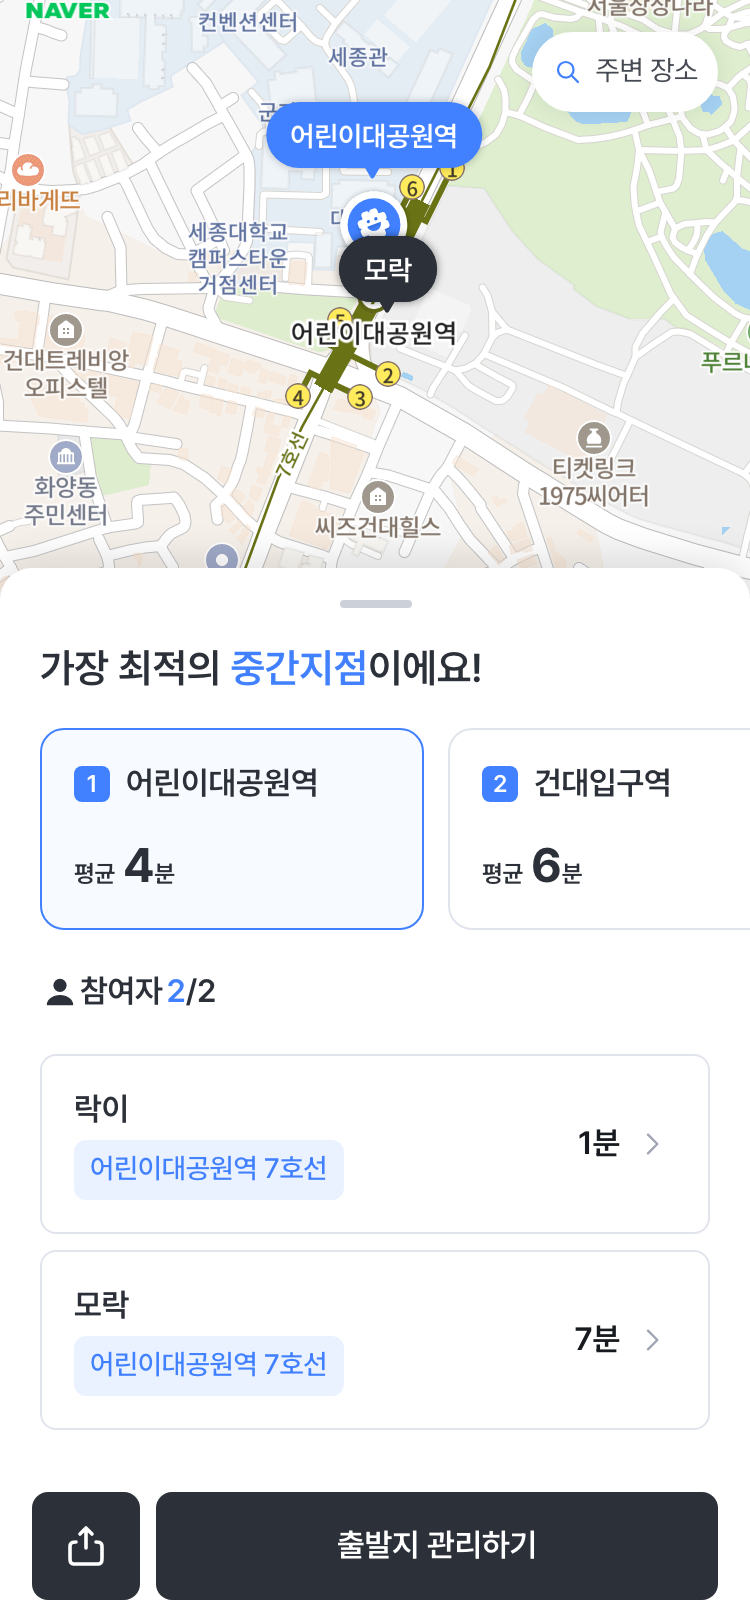 NAVER
컨벤션센터
세종관
주변 장소
어린이대공원역
6
1
리바게뜨
세종대학교
캠퍼스타운
거점센터
모락
5
어린이대공원역
건대트레비앙
오피스텔
푸르니
2
4
3
7호선
화양동
주민센터
티켓링크
1975씨어터
씨즈건대힐스
가장 최적의 중간지점이에요!
1 어린이대공원역
평균 4분
2 건대입구역
평균 6분
참여자 2/2
락이
어린이대공원역 7호선
1분
모락
어린이대공원역 7호선
7분
출발지 관리하기